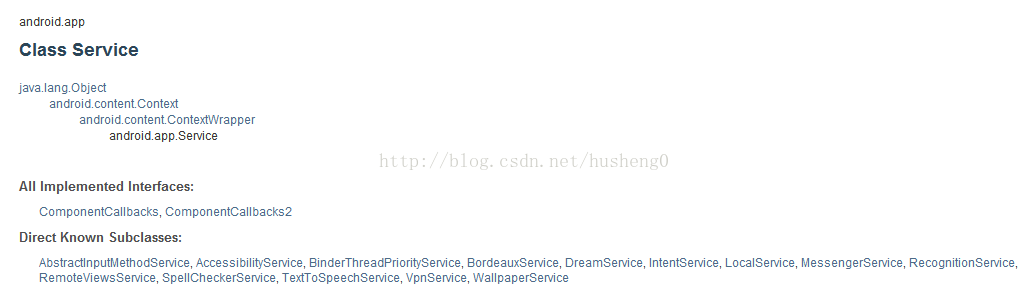 android.app
Class Service
java.lang.Object
android.content.Context
android.content.ContextWrapper
android.app.Service
http://blog.csdn.net/husheng0
All Implemented Interfaces:
ComponentCallbacks, ComponentCallbacks2
Direct Known Subclasses:
AbstractInputMethodService, AccessibilityService, BinderThreadPriorityService, BordeauxService, DreamService, IntentService, LocalService, MessengerService, RecognitionService,
RemoteViewsService, SpellCheckerService, TextToSpeechService, VpnService, WallpaperService